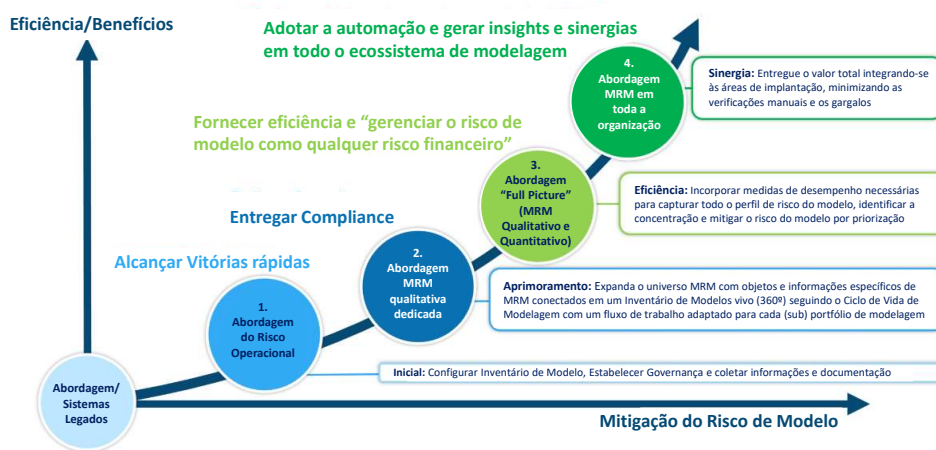 Eficiência/Benefícios
Adotar a automação e gerar insights e sinergias
em todo o ecossistema de modelagem
4.
Abordagem
MRM em
toda a
organização
Sinergia: Entregue o valor total integrando-se
às áreas de implantação, minimizando as
verificações manuais e os gargalos
Fornecer eficiência e “gerenciar o risco de
modelo como qualquer risco financeiro”
3.
Abordagem
“Full Picture”
(MRM
Qualitativo e
Quantitativo)
Eficiência: Incorporar medidas de desempenho necessárias
para capturar todo o perfil de risco do modelo, identificar a
concentração e mitigar o risco do modelo por priorização
Entregar Compliance
2.
Abordagem
MRM
qualitativa
dedicada
Aprimoramento: Expanda o universo MRM com objetos e informações específicos de
MRM conectados em um Inventário de Modelos vivo (360º) seguindo o Ciclo de Vida de
Modelagem com um fluxo de trabalho adaptado para cada (sub) portfólio de modelagem
Alcançar Vitórias rápidas
1.
Abordagem
do Risco
Operacional
Inicial: Configurar Inventário de Modelo, Estabelecer Governança e coletar informações e documentação
Abordagem/
Sistemas
Legados
Mitigação do Risco de Modelo